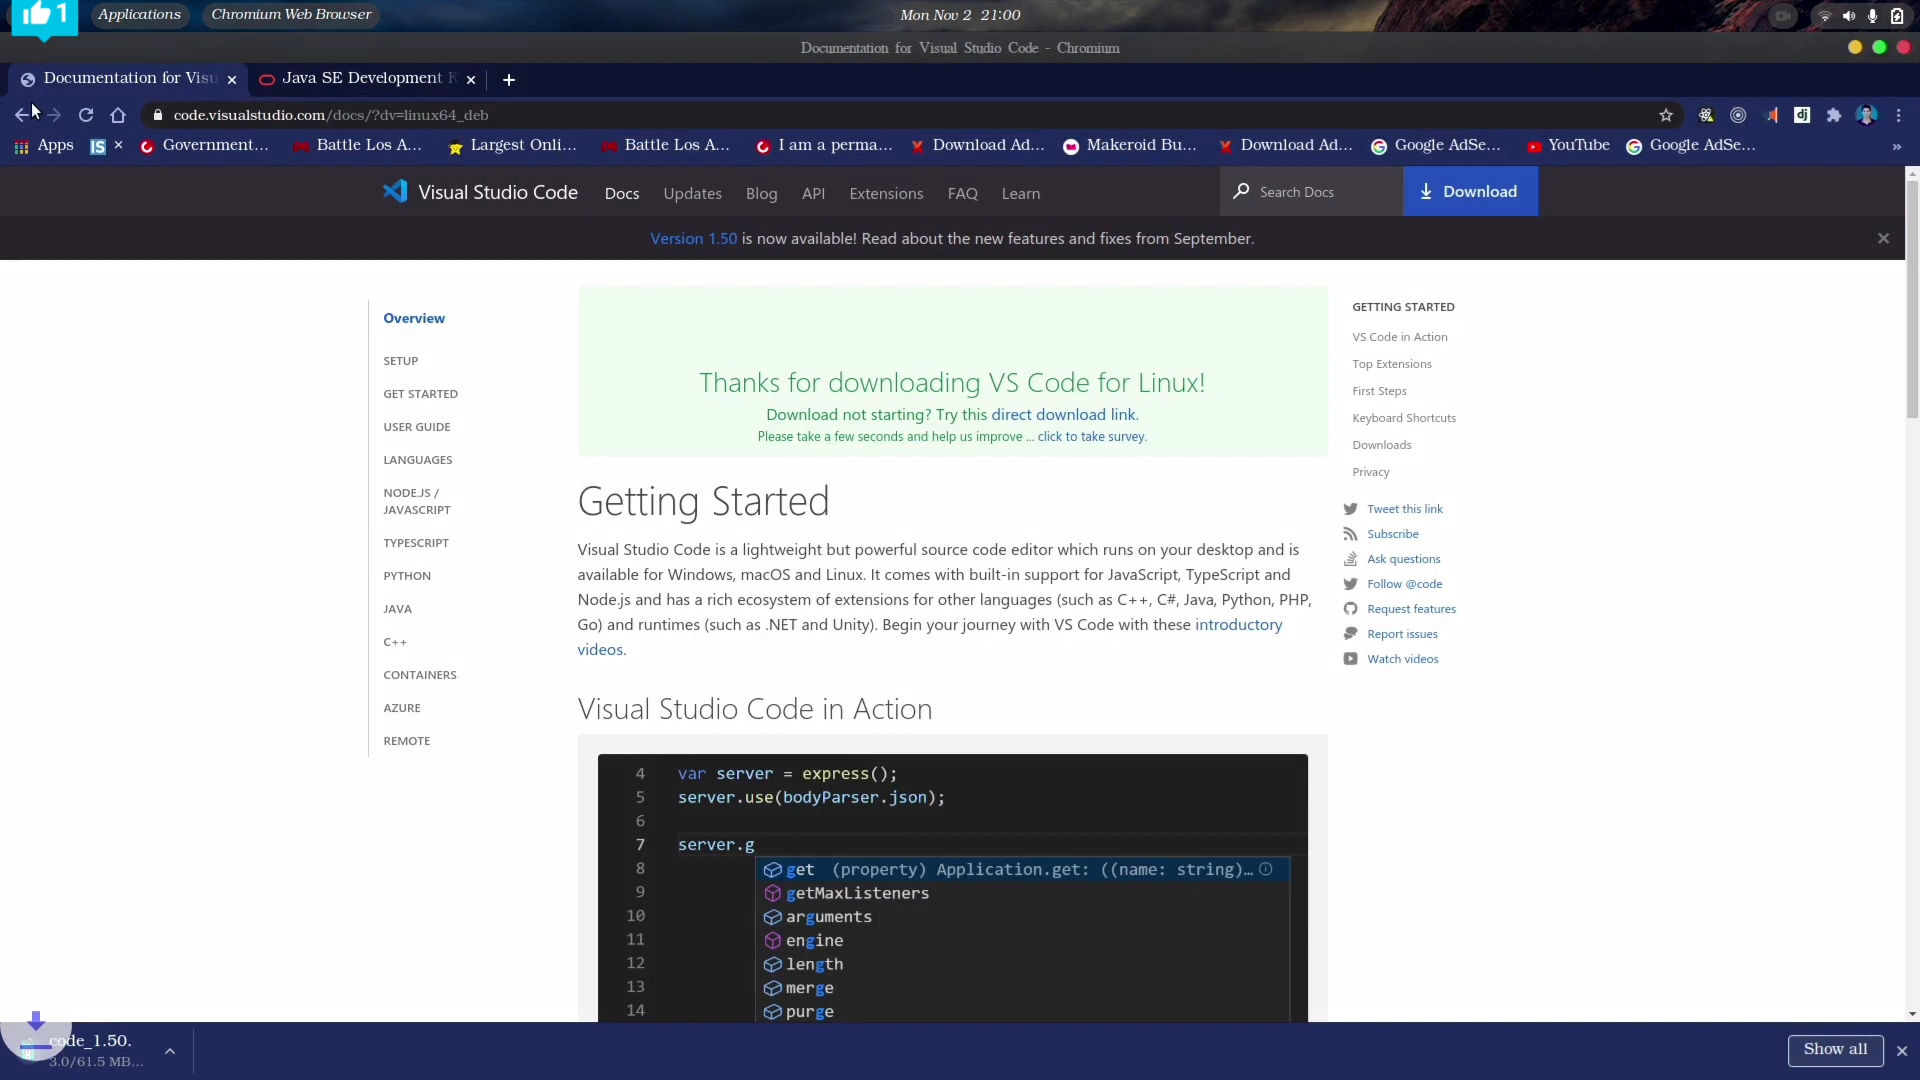 1
Applications
Chromium Web Browser
Mon Nov 2 21:00
Documentation for Visual Studio Code - Chromium
Documentation for Visu
Java SE Development K
code.visualstudio.com/docs/?dv=linux64_deb
dj
Apps
IS
Government...
Battle Los A...
Largest Onli...
Battle Los A...
I am a perma...
Download Ad...
Makeroid Bu...
Download Ad...
Google AdSe...
YouTube
Google AdSe...
»
Visual Studio Code
Docs
Updates
Blog
API
Extensions
FAQ
Learn
Search Docs
Download
Version 1.50 is now available! Read about the new features and fixes from September.
Overview
SETUP
GET STARTED
USER GUIDE
LANGUAGES
NODE.JS /
JAVASCRIPT
TYPESCRIPT
PYTHON
JAVA
C++
CONTAINERS
AZURE
REMOTE
Thanks for downloading VS Code for Linux!
Download not starting? Try this direct download link.
Please take a few seconds and help us improve ... click to take survey.
Getting Started
Visual Studio Code is a lightweight but powerful source code editor which runs on your desktop and is
available for Windows, macOS and Linux. It comes with built-in support for JavaScript, TypeScript and
Node.js and has a rich ecosystem of extensions for other languages (such as C++, C#, Java, Python, PHP,
Go) and runtimes (such as .NET and Unity). Begin your journey with VS Code with these introductory
videos.
Visual Studio Code in Action
4 var server = express();
5 server.use(bodyParser.json);
6
7 server.g
8 get (property) Application.get: ((name: string)...
9 getMaxListeners
10 arguments
11 engine
12 length
13 merge
14 purge
GETTING STARTED
VS Code in Action
Top Extensions
First Steps
Keyboard Shortcuts
Downloads
Privacy
Tweet this link
Subscribe
Ask questions
Follow @code
Request features
Report issues
Watch videos
code_1.50.
3.0/61.5 MB...
Show all